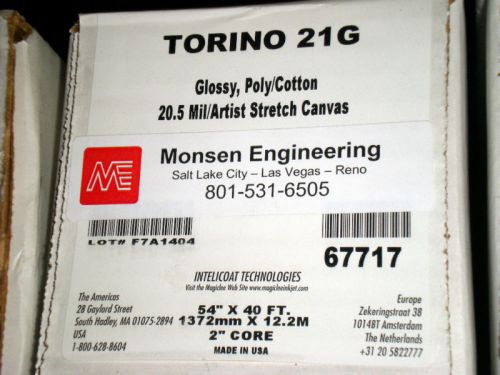 TORINO 21G
Glossy, Poly/Cotton
20.5 Mil/Artist Stretch Canvas
ME
Monsen Engineering
Salt Lake City – Las Vegas – Reno
801-531-6505
LOT# F7A1404
67717
INTELICOAT TECHNOLOGIES
Visit the Magiclee Web Site www.magicleeinkjet.com
The Americas
28 Gaylord Street
South Hadley, MA 01075-2894
USA
1-800-628-8604
54" X 40 FT.
1372mm X 12.2M
2" CORE
MADE IN USA
Europe
Zekeringstraat 38
1014BT Amsterdam
The Netherlands
+31 20 5822777